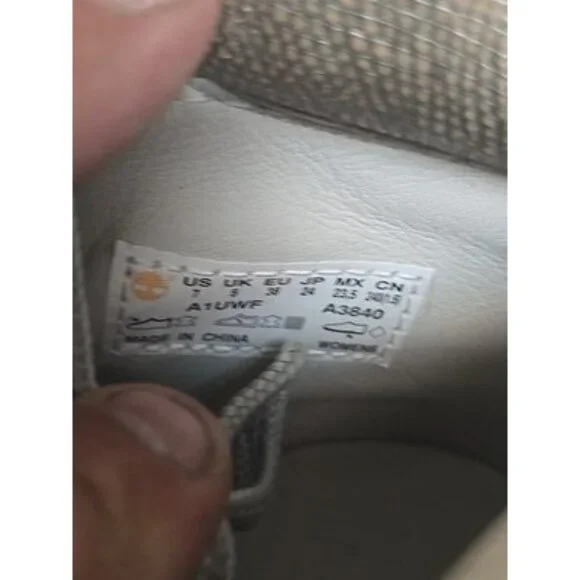 US UK EU JP MX CN
7 5 38 24 23.5 240(1.5)
A1UWF A3840
MADE IN CHINA WOMENS